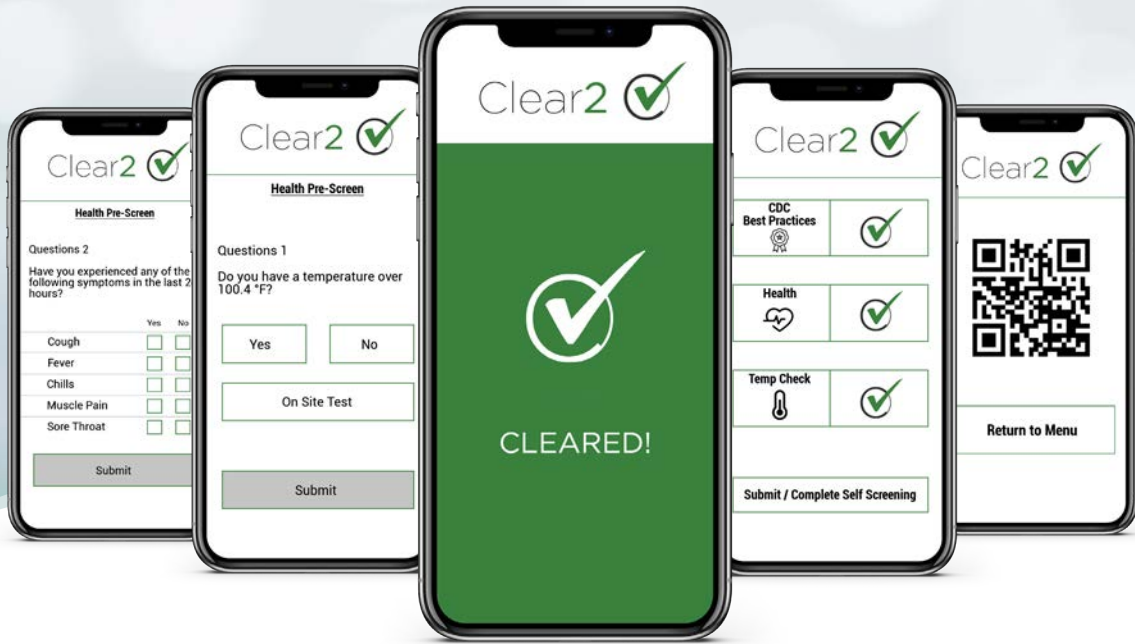 Clear2
Health Pre-Screen
Questions 2
Have you experienced any of the
following symptoms in the last 2
hours?
Yes No
Cough
Fever
Chills
Muscle Pain
Sore Throat
Submit
Clear2
Health Pre-Screen
Questions 1
Do you have a temperature over
100.4 °F?
Yes No
On Site Test
Submit
Clear2
CLEARED!
Clear2
CDC
Best Practices
Health
Temp Check
Submit / Complete Self Screening
Clear2
Return to Menu